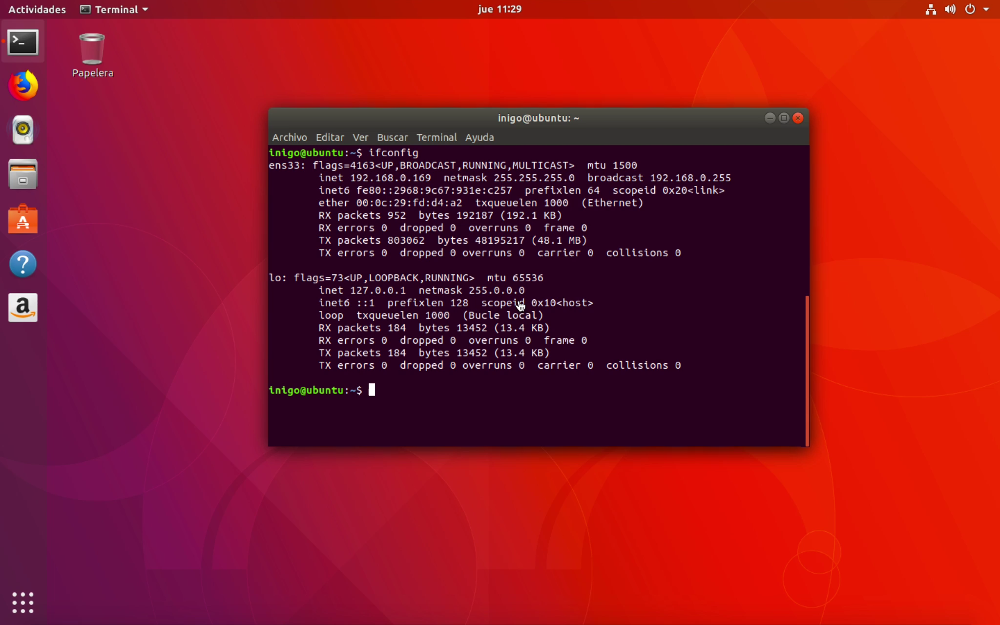 Actividades Terminal jue 11:29
Papelera
inigo@ubuntu: ~
Archivo Editar Ver Buscar Terminal Ayuda
inigo@ubuntu:~$ ifconfig
ens33: flags=4163<UP,BROADCAST,RUNNING,MULTICAST>  mtu 1500
        inet 192.168.0.169  netmask 255.255.255.0  broadcast 192.168.0.255
        inet6 fe80::2968:9c67:931e:c257  prefixlen 64  scopeid 0x20<link>
        ether 00:0c:29:fd:d4:a2  txqueuelen 1000  (Ethernet)
        RX packets 952  bytes 192187 (192.1 KB)
        RX errors 0  dropped 0  overruns 0  frame 0
        TX packets 803062  bytes 48195217 (48.1 MB)
        TX errors 0  dropped 0 overruns 0  carrier 0  collisions 0
lo: flags=73<UP,LOOPBACK,RUNNING>  mtu 65536
        inet 127.0.0.1  netmask 255.0.0.0
        inet6 ::1  prefixlen 128  scopeid 0x10<host>
        loop  txqueuelen 1000  (Bucle local)
        RX packets 184  bytes 13452 (13.4 KB)
        RX errors 0  dropped 0  overruns 0  frame 0
        TX packets 184  bytes 13452 (13.4 KB)
        TX errors 0  dropped 0 overruns 0  carrier 0  collisions 0
inigo@ubuntu:~$